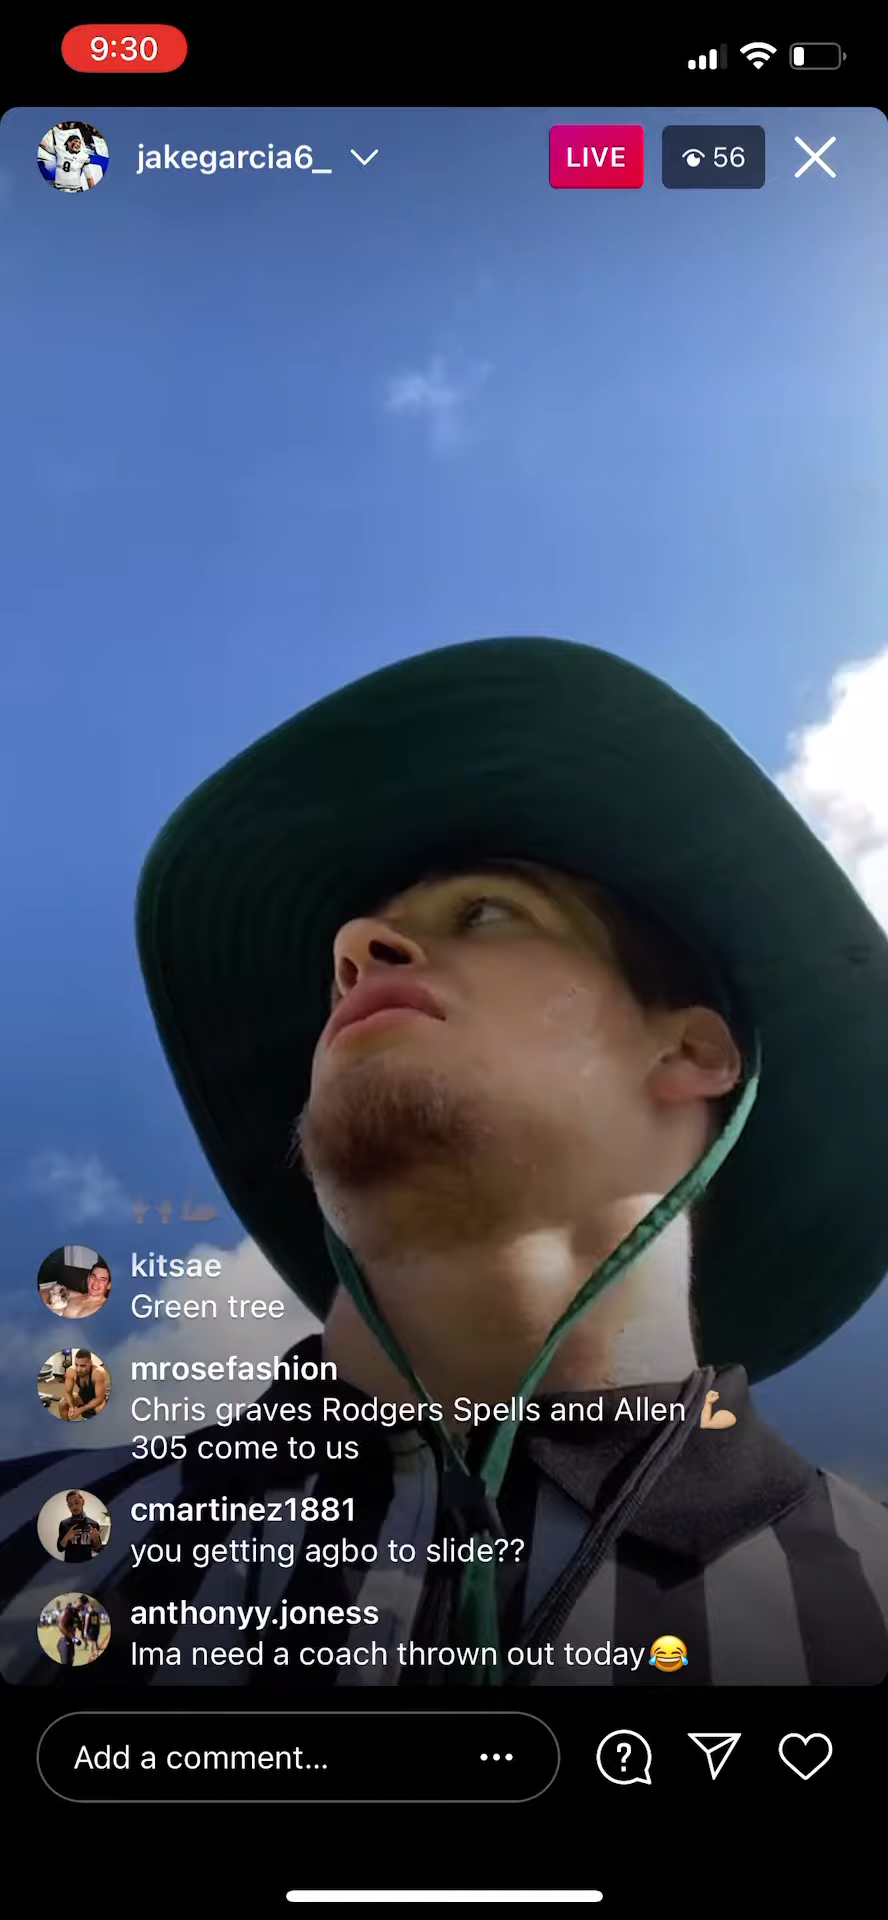 9:30
jakegarcia6_
LIVE
56
kitsae
Green tree
mrosefashion
Chris graves Rodgers Spells and Allen 💪🏼
305 come to us
cmartinez1881
you getting agbo to slide??
anthonyy.joness
Ima need a coach thrown out today😂
Add a comment...